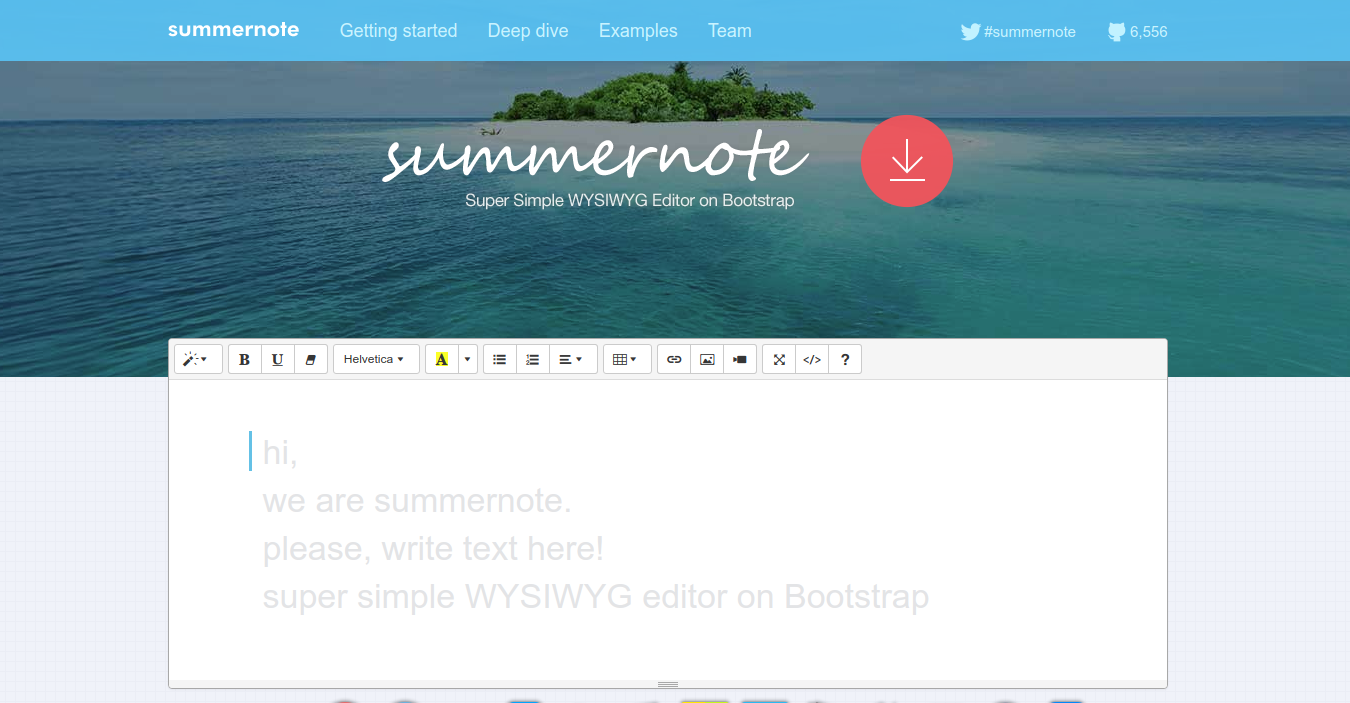 summernote Getting started Deep dive Examples Team #summernote 6,556
summernote
Super Simple WYSIWYG Editor on Bootstrap
B U Helvetica A </> ?
hi,
we are summernote.
please, write text here!
super simple WYSIWYG editor on Bootstrap